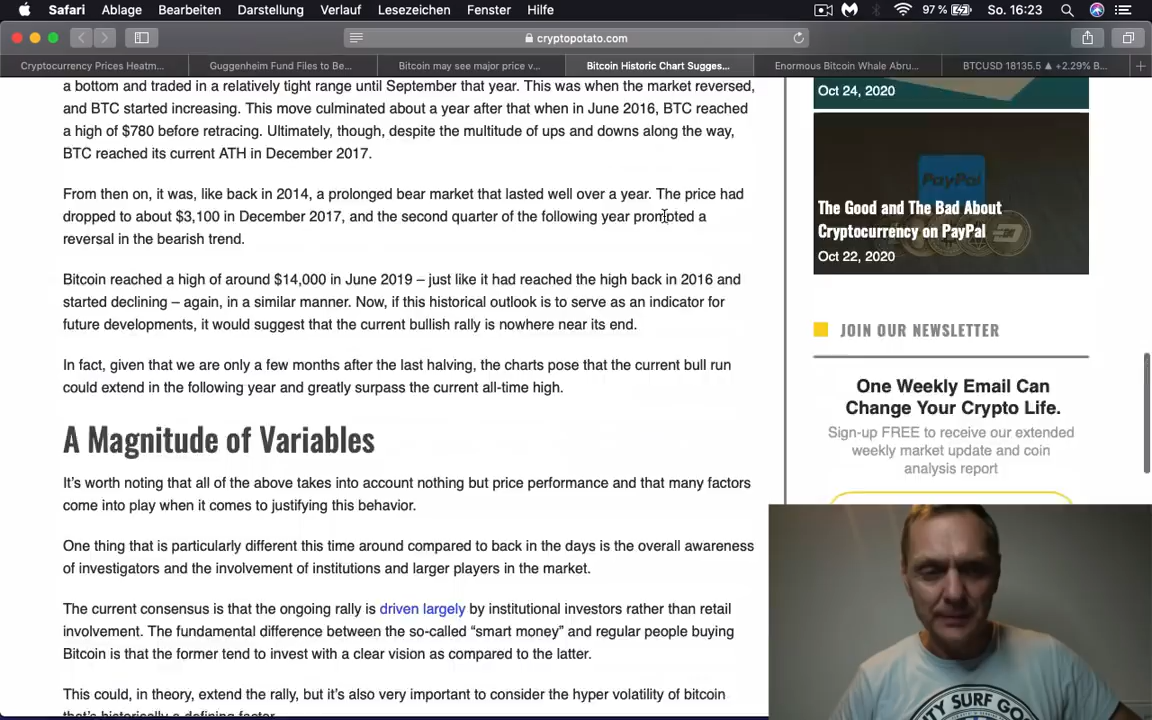 Safari Ablage Bearbeiten Darstellung Verlauf Lesezeichen Fenster Hilfe 97 % So. 16:23
cryptopotato.com
Cryptocurrency Prices Heatm... Guggenheim Fund Files to Be... Bitcoin may see major price v... Bitcoin Historic Chart Sugges... Enormous Bitcoin Whale Abru... BTCUSD 18135.5 ▲ +2.29% B... +
a bottom and traded in a relatively tight range until September that year. This was when the market reversed,
and BTC started increasing. This move culminated about a year after that when in June 2016, BTC reached
a high of $780 before retracing. Ultimately, though, despite the multitude of ups and downs along the way,
BTC reached its current ATH in December 2017.
From then on, it was, like back in 2014, a prolonged bear market that lasted well over a year. The price had
dropped to about $3,100 in December 2017, and the second quarter of the following year prompted a
reversal in the bearish trend.
Bitcoin reached a high of around $14,000 in June 2019 – just like it had reached the high back in 2016 and
started declining – again, in a similar manner. Now, if this historical outlook is to serve as an indicator for
future developments, it would suggest that the current bullish rally is nowhere near its end.
In fact, given that we are only a few months after the last halving, the charts pose that the current bull run
could extend in the following year and greatly surpass the current all-time high.
A Magnitude of Variables
It's worth noting that all of the above takes into account nothing but price performance and that many factors
come into play when it comes to justifying this behavior.
One thing that is particularly different this time around compared to back in the days is the overall awareness
of investigators and the involvement of institutions and larger players in the market.
The current consensus is that the ongoing rally is driven largely by institutional investors rather than retail
involvement. The fundamental difference between the so-called “smart money” and regular people buying
Bitcoin is that the former tend to invest with a clear vision as compared to the latter.
This could, in theory, extend the rally, but it's also very important to consider the hyper volatility of bitcoin
that's historically a defining factor.
Oct 24, 2020
PayPal
The Good and The Bad About
Cryptocurrency on PayPal
Oct 22, 2020
JOIN OUR NEWSLETTER
One Weekly Email Can
Change Your Crypto Life.
Sign-up FREE to receive our extended
weekly market update and coin
analysis report